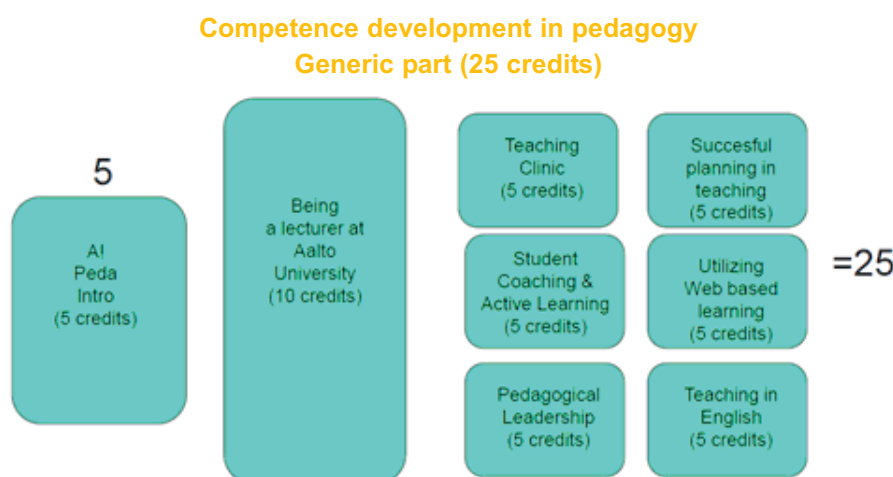 Competence development in pedagogy
Generic part (25 credits)
5
A!
Peda
Intro
(5 credits)
Being
a lecturer at
Aalto
University
(10 credits)
Teaching
Clinic
(5 credits)
Succesful
planning in
teaching
(5 credits)
Student
Coaching &
Active Learning
(5 credits)
Utilizing
Web based
learning
(5 credits)
Pedagogical
Leadership
(5 credits)
Teaching in
English
(5 credits)
=25